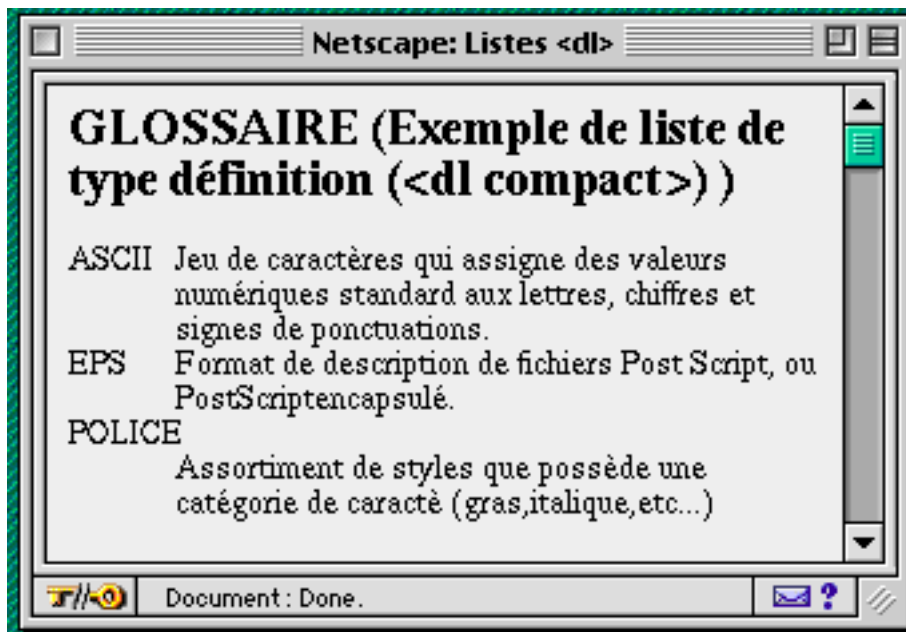 Netscape: Listes <dl>
GLOSSAIRE (Exemple de liste de
type définition (<dl compact>) )
ASCII Jeu de caractères qui assigne des valeurs
numériques standard aux lettres, chiffres et
signes de ponctuations.
EPS Format de description de fichiers Post Script, ou
PostScriptencapsulé.
POLICE
Assortiment de styles que possède une
catégorie de caractè (gras,italique,etc...)
Document : Done.
?